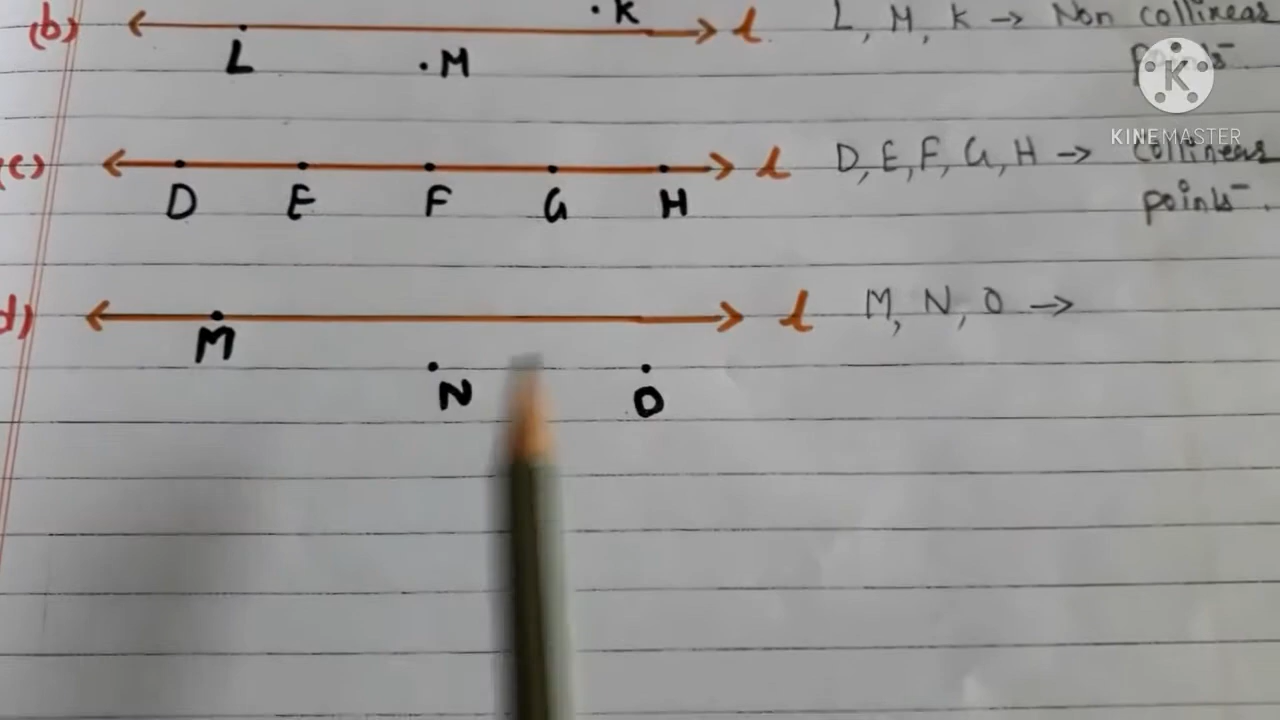 (b) L .M .K l L, M, K → Non collinear
points.
K
KINEMASTER
(c) D E F G H l D, E, F, G, H → collinear
points.
d) M N O l M, N, O →